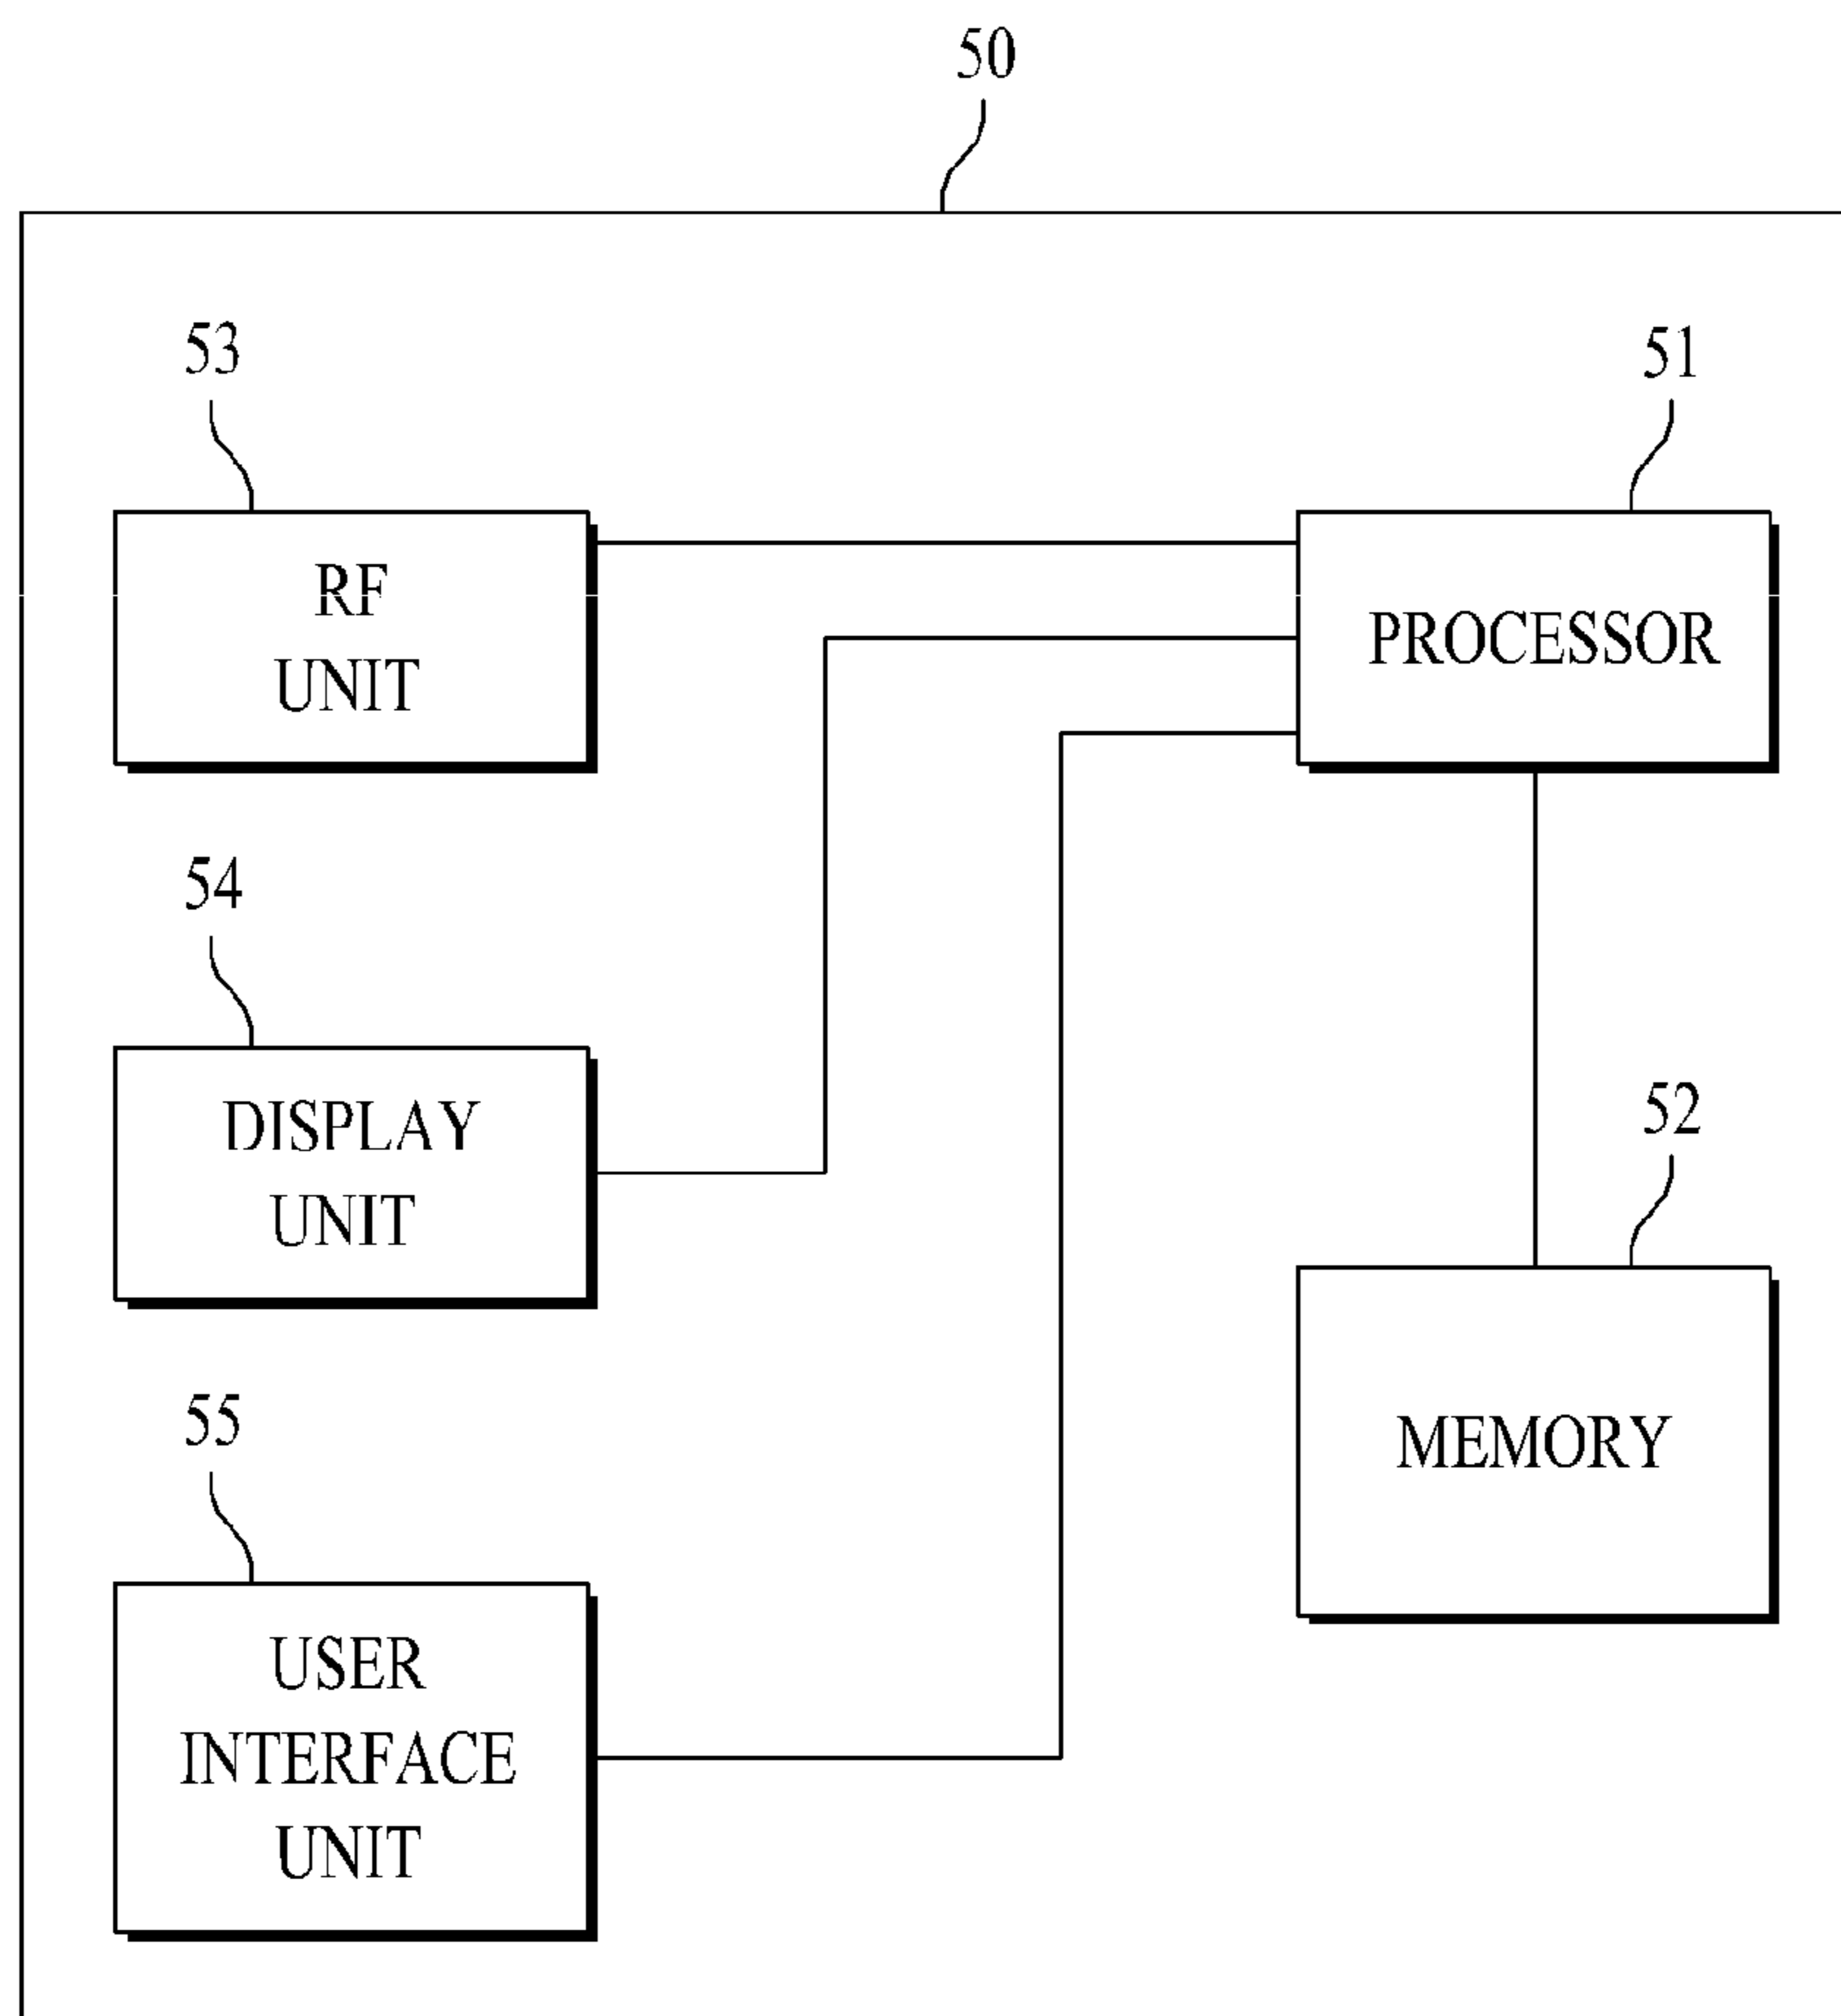 50
53
51
RF
UNIT
PROCESSOR
54
52
DISPLAY
UNIT
MEMORY
55
USER
INTERFACE
UNIT